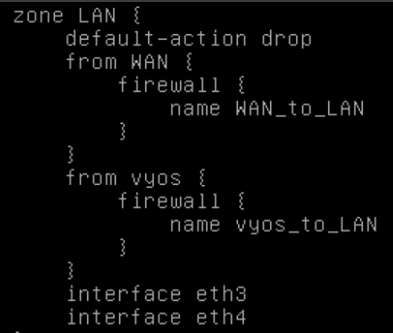 zone LAN {
default-action drop
from WAN {
firewall {
name WAN_to_LAN
}
}
from vyos {
firewall {
name vyos_to_LAN
}
}
interface eth3
interface eth4